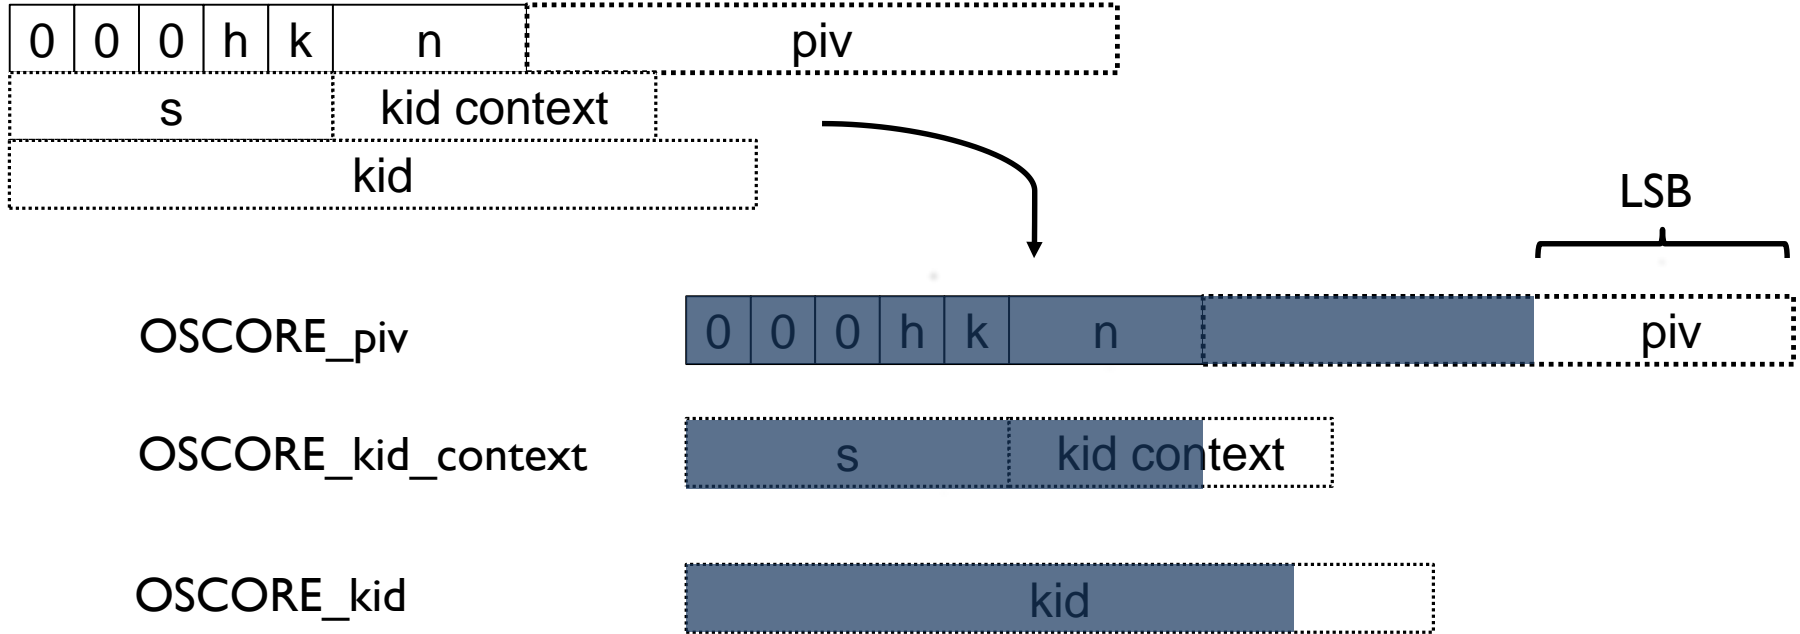 0 0 0 h k n piv
s kid context
kid
LSB
OSCORE_piv 0 0 0 h k n piv
OSCORE_kid_context s kid context
OSCORE_kid kid